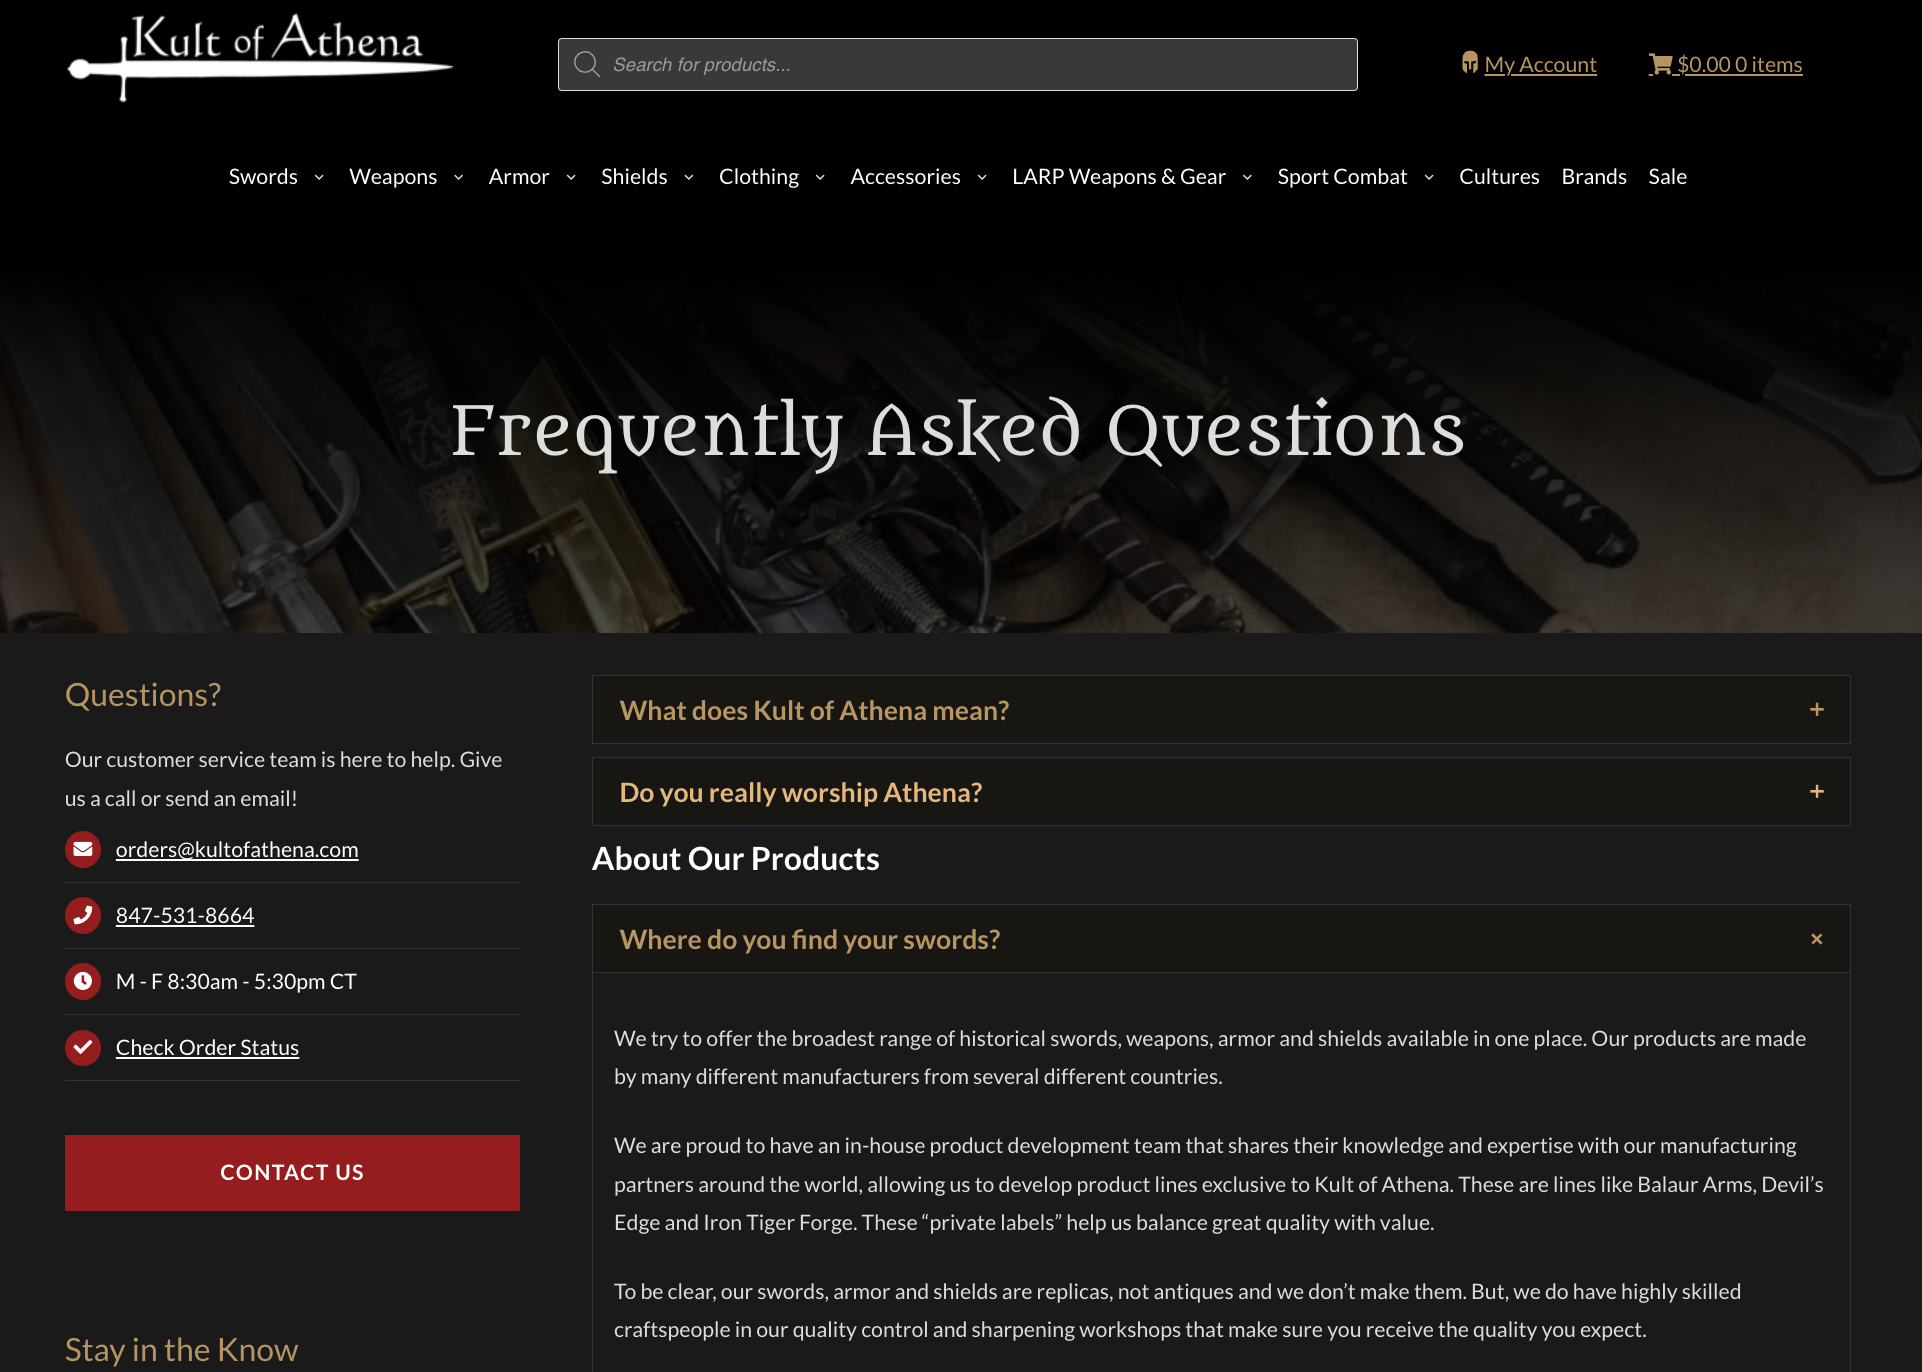 Kult of Athena
Search for products...
My Account
$0.00 0 items
Swords
Weapons
Armor
Shields
Clothing
Accessories
LARP Weapons & Gear
Sport Combat
Cultures
Brands
Sale
Frequently Asked Questions
Questions?
Our customer service team is here to help. Give
us a call or send an email!
orders@kultofathena.com
847-531-8664
M - F 8:30am - 5:30pm CT
Check Order Status
CONTACT US
Stay in the Know
What does Kult of Athena mean?
Do you really worship Athena?
About Our Products
Where do you find your swords?
We try to offer the broadest range of historical swords, weapons, armor and shields available in one place. Our products are made
by many different manufacturers from several different countries.
We are proud to have an in-house product development team that shares their knowledge and expertise with our manufacturing
partners around the world, allowing us to develop product lines exclusive to Kult of Athena. These are lines like Balaur Arms, Devil’s
Edge and Iron Tiger Forge. These “private labels” help us balance great quality with value.
To be clear, our swords, armor and shields are replicas, not antiques and we don’t make them. But, we do have highly skilled
craftspeople in our quality control and sharpening workshops that make sure you receive the quality you expect.